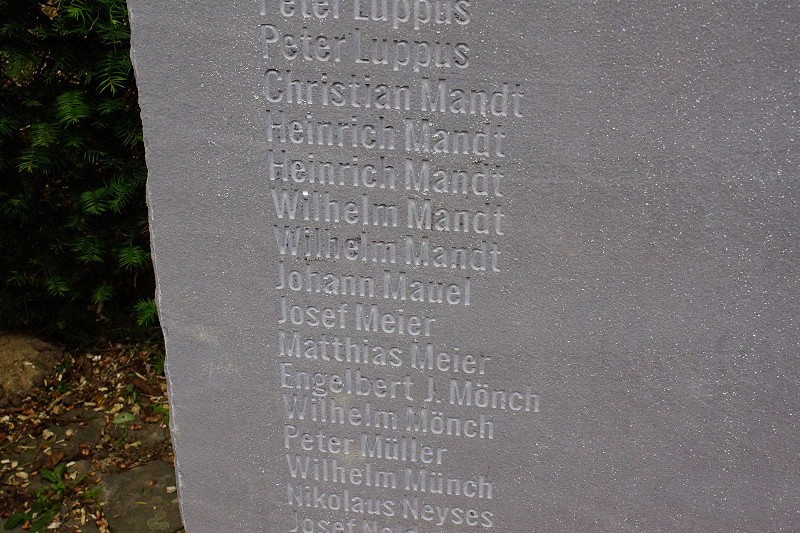 Peter Luppus
Peter Luppus
Christian Mandt
Heinrich Mandt
Heinrich Mandt
Wilhelm Mandt
Wilhelm Mandt
Johann Mauel
Josef Meier
Matthias Meier
Engelbert J. Mönch
Wilhelm Mönch
Peter Müller
Wilhelm Münch
Nikolaus Neyses
Josef